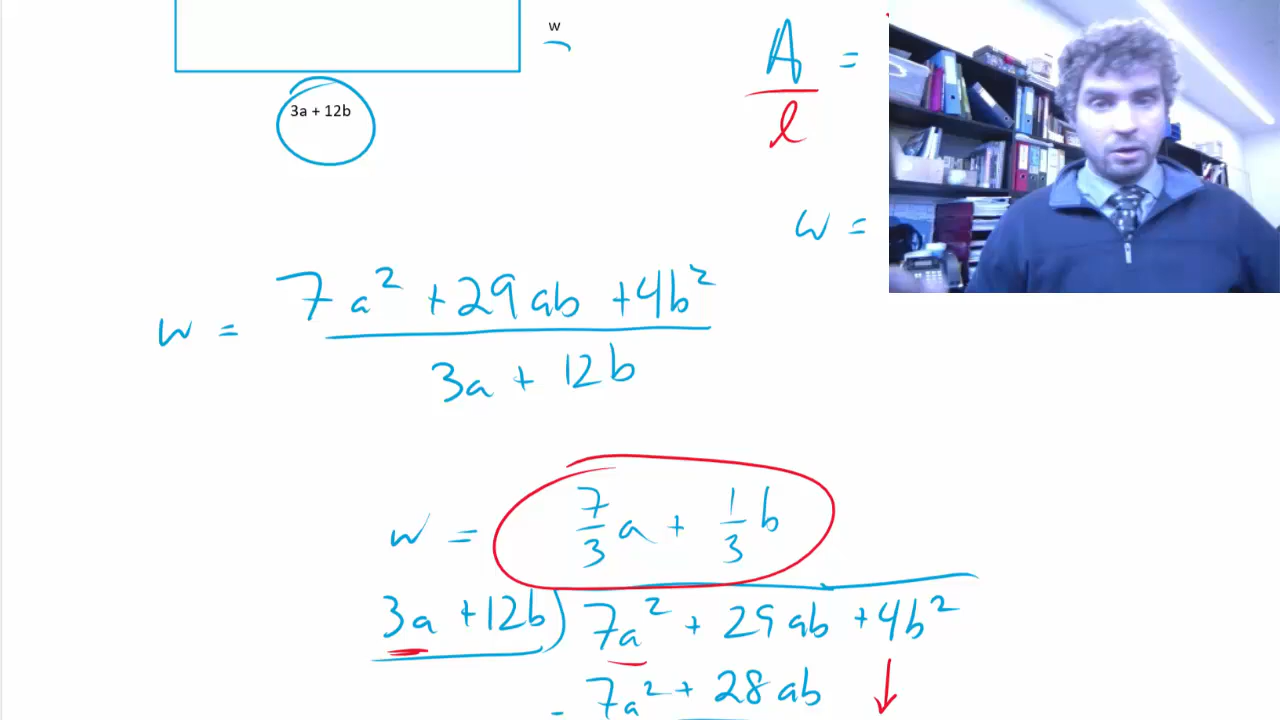 w
3a + 12b
A =
l
w =
w = 7a² + 29ab + 4b²
3a + 12b
w = 7/3 a + 1/3 b
3a + 12b ) 7a² + 29ab + 4b²
- 7a² + 28ab